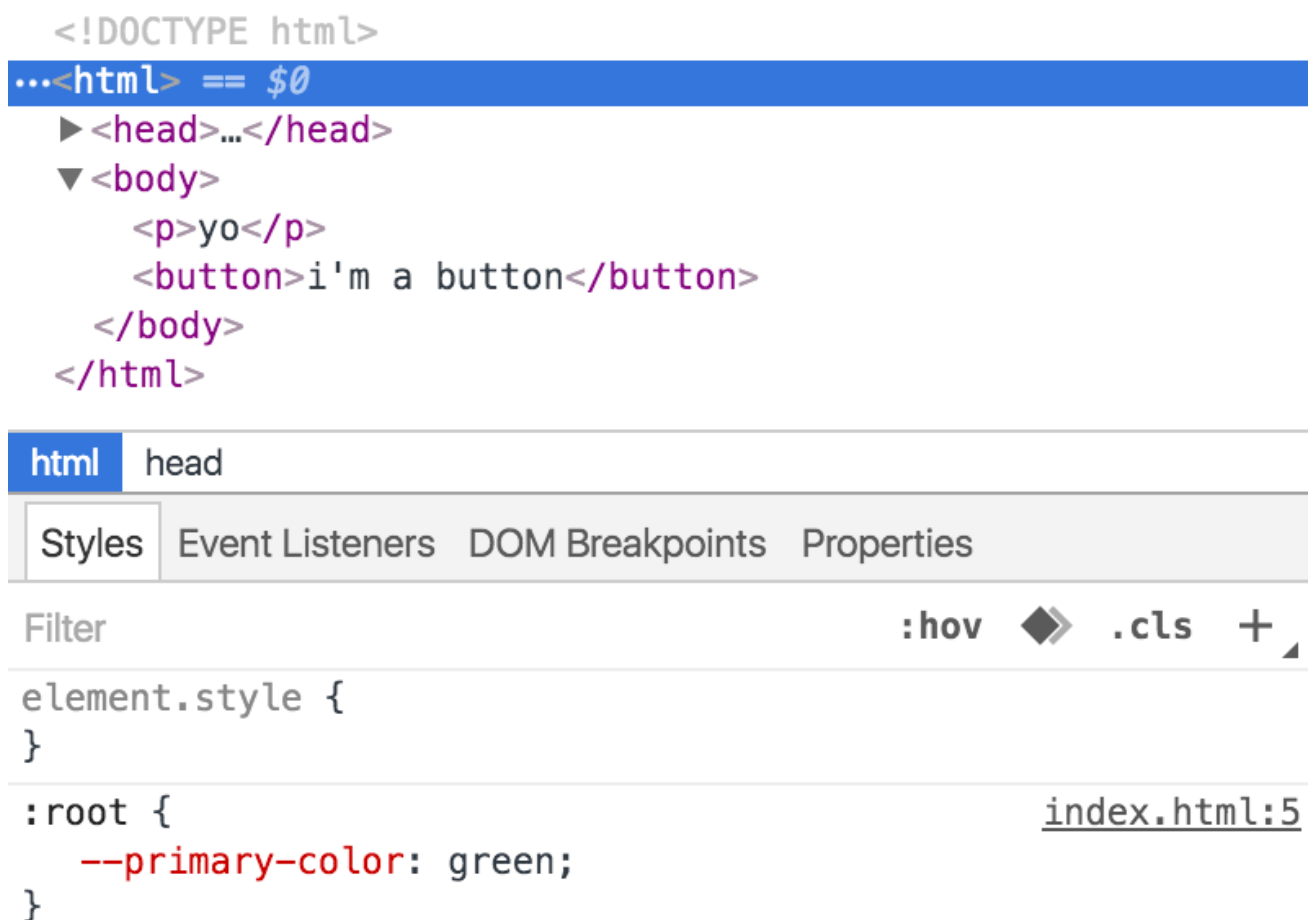 <!DOCTYPE html>
…<html> == $0
▶<head>…</head>
▼<body>
<p>yo</p>
<button>i'm a button</button>
</body>
</html>
html head
Styles Event Listeners DOM Breakpoints Properties
Filter :hov .cls +
element.style {
}
:root { index.html:5
--primary-color: green;
}